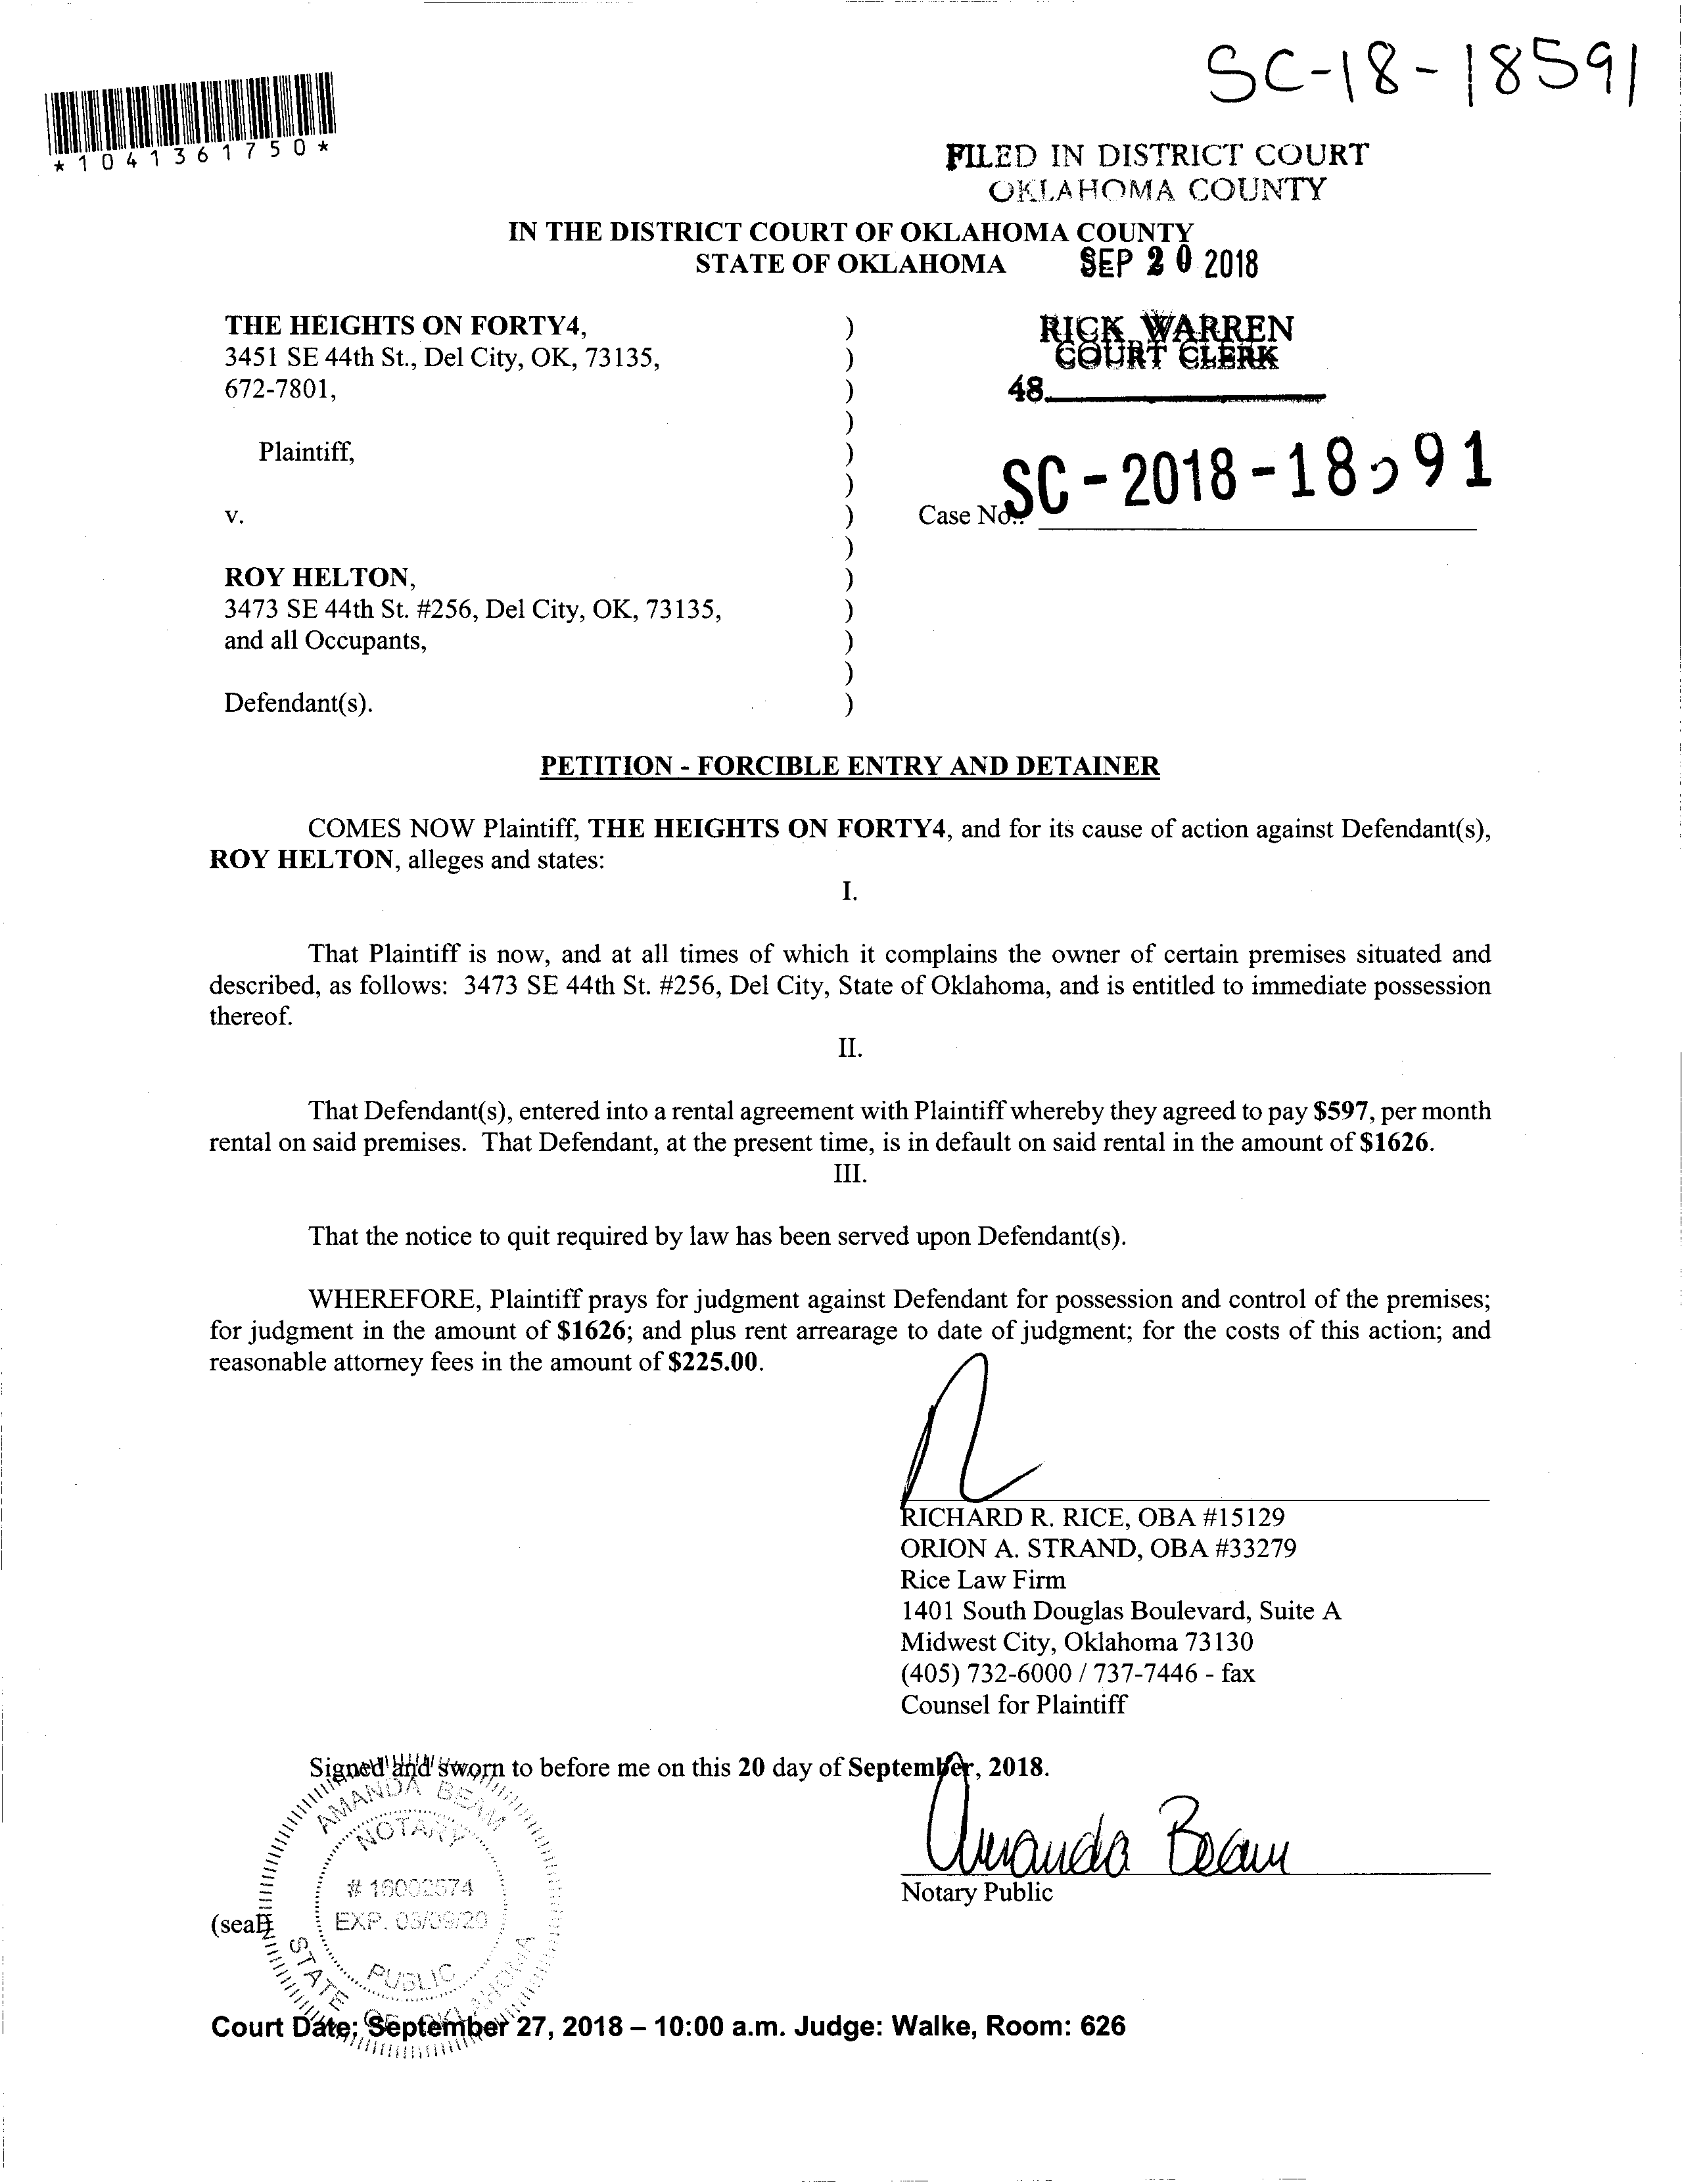 SC-18-18591
*1041361750*
FILED IN DISTRICT COURT
OKLAHOMA COUNTY
IN THE DISTRICT COURT OF OKLAHOMA COUNTY
STATE OF OKLAHOMA
SEP 20 2018
THE HEIGHTS ON FORTY4, )
3451 SE 44th St., Del City, OK, 73135, )
672-7801, )
)
Plaintiff, )
)
v. )
)
ROY HELTON, )
3473 SE 44th St. #256, Del City, OK, 73135, )
and all Occupants, )
)
Defendant(s). )
RICK WARREN
COURT CLERK
48
Case No.: SC-2018-18591
PETITION - FORCIBLE ENTRY AND DETAINER
COMES NOW Plaintiff, THE HEIGHTS ON FORTY4, and for its cause of action against Defendant(s),
ROY HELTON, alleges and states:
I.
That Plaintiff is now, and at all times of which it complains the owner of certain premises situated and
described, as follows: 3473 SE 44th St. #256, Del City, State of Oklahoma, and is entitled to immediate possession
thereof.
II.
That Defendant(s), entered into a rental agreement with Plaintiff whereby they agreed to pay $597, per month
rental on said premises. That Defendant, at the present time, is in default on said rental in the amount of $1626.
III.
That the notice to quit required by law has been served upon Defendant(s).
WHEREFORE, Plaintiff prays for judgment against Defendant for possession and control of the premises;
for judgment in the amount of $1626; and plus rent arrearage to date of judgment; for the costs of this action; and
reasonable attorney fees in the amount of $225.00.
RICHARD R. RICE, OBA #15129
ORION A. STRAND, OBA #33279
Rice Law Firm
1401 South Douglas Boulevard, Suite A
Midwest City, Oklahoma 73130
(405) 732-6000 / 737-7446 - fax
Counsel for Plaintiff
Signed and sworn to before me on this 20 day of September, 2018.
AMANDA BEAM
NOTARY
# 16002574
EXP. 03/09/20
PUBLIC
STATE OF OKLAHOMA
Amanda Beam
Notary Public
(seal)
Court Date: September 27, 2018 – 10:00 a.m. Judge: Walke, Room: 626